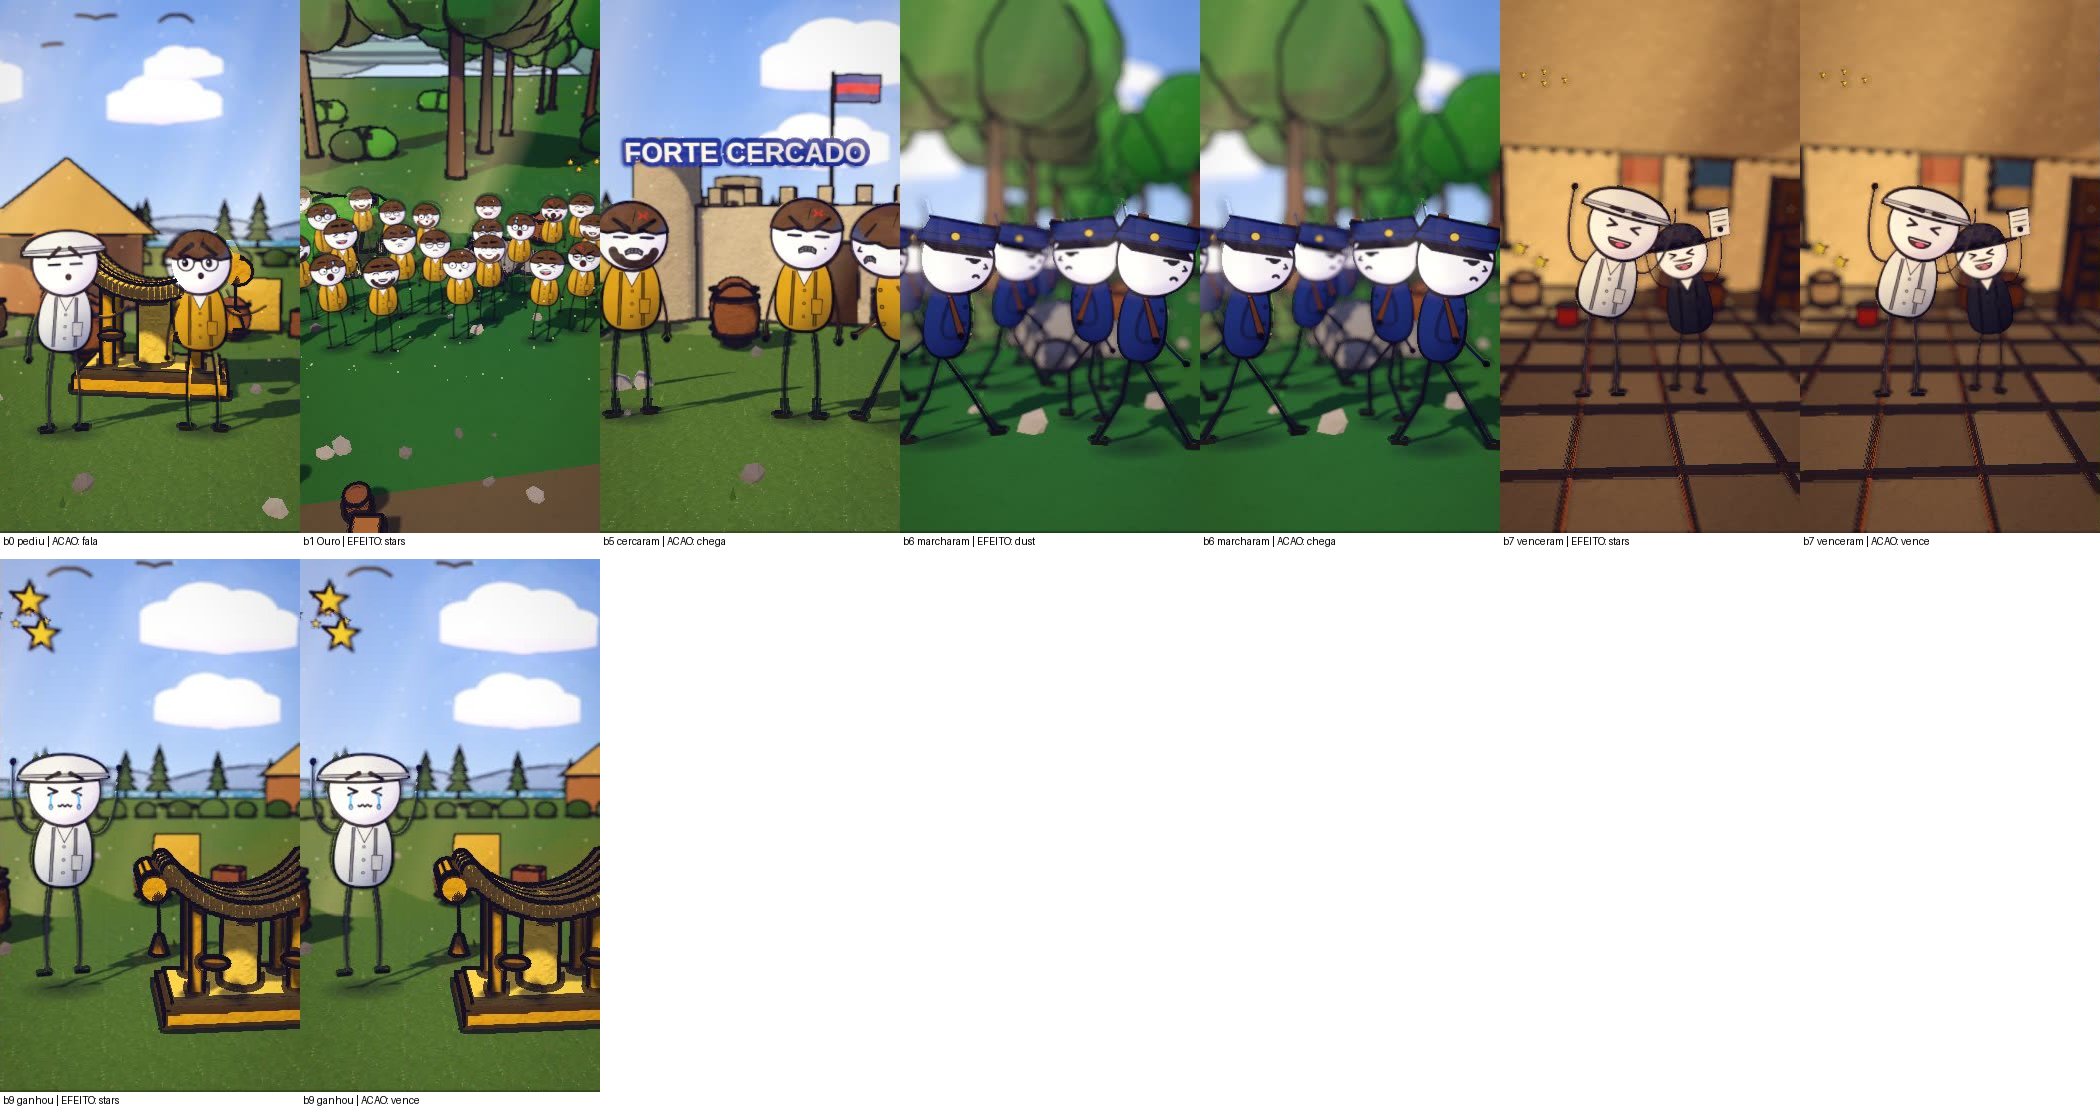 FORTE CERCADO
b0 pediu | ACAO: fala
b1 Ouro | EFEITO: stars
b5 cercaram | ACAO: chega
b6 marcharam | EFEITO: dust
b6 marcharam | ACAO: chega
b7 venceram | EFEITO: stars
b7 venceram | ACAO: vence
b9 ganhou | EFEITO: stars
b9 ganhou | ACAO: vence